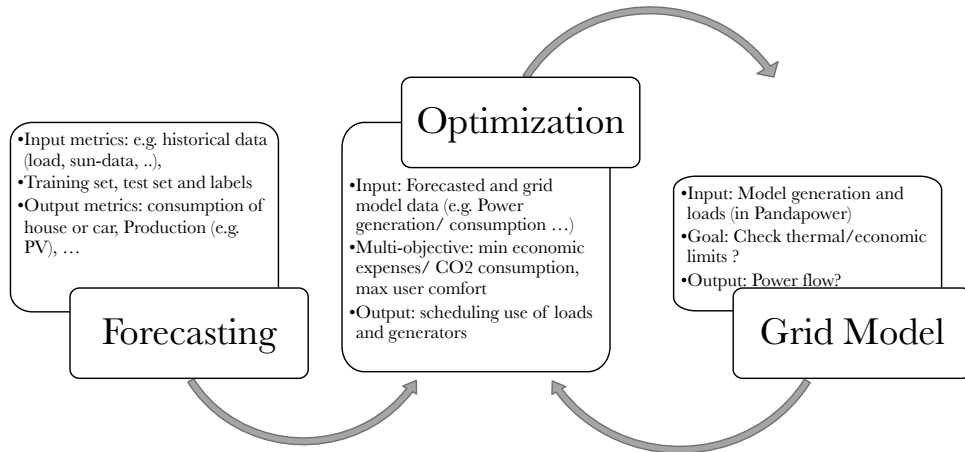 •Input metrics: e.g. historical data
(load, sun-data, ..),
•Training set, test set and labels
•Output metrics: consumption of
house or car, Production (e.g.
PV), …
Forecasting
Optimization
•Input: Forecasted and grid
model data (e.g. Power
generation/ consumption …)
•Multi-objective: min economic
expenses/ CO2 consumption,
max user comfort
•Output: scheduling use of loads
and generators
•Input: Model generation and
loads (in Pandapower)
•Goal: Check thermal/economic
limits ?
•Output: Power flow?
Grid Model